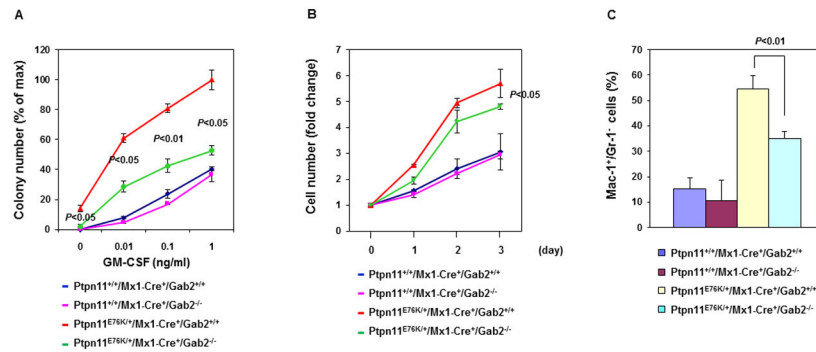 A
Colony number (% of max)
120
100
80
60
40
20
0
P<0.05
P<0.05
P<0.01
P<0.05
0
0.01
0.1
1
GM-CSF (ng/ml)
Ptpn11+/+/Mx1-Cre+/Gab2+/+
Ptpn11+/+/Mx1-Cre+/Gab2-/-
Ptpn11E76K/+/Mx1-Cre+/Gab2+/+
Ptpn11E76K/+/Mx1-Cre+/Gab2-/-
B
Cell number (fold change)
7
6
5
4
3
2
1
0
P<0.05
0
1
2
3
(day)
Ptpn11+/+/Mx1-Cre+/Gab2+/+
Ptpn11+/+/Mx1-Cre+/Gab2-/-
Ptpn11E76K/+/Mx1-Cre+/Gab2+/+
Ptpn11E76K/+/Mx1-Cre+/Gab2-/-
C
Mac-1+/Gr-1- cells (%)
70
60
50
40
30
20
10
0
P<0.01
Ptpn11+/+/Mx1-Cre+/Gab2+/+
Ptpn11+/+/Mx1-Cre+/Gab2-/-
Ptpn11E76K/+/Mx1-Cre+/Gab2+/+
Ptpn11E76K/+/Mx1-Cre+/Gab2-/-